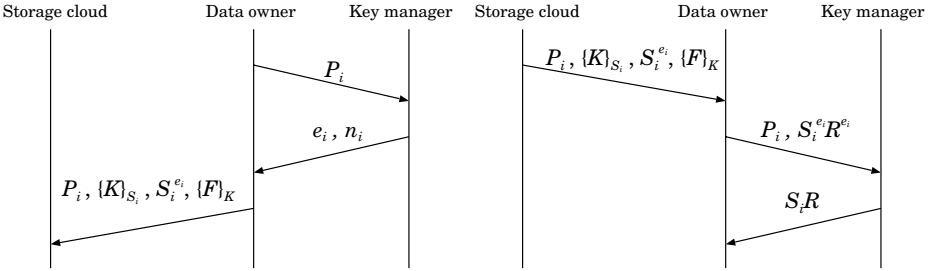 Storage cloud Data owner Key manager Storage cloud Data owner Key manager
P_i
e_i , n_i
P_i , {K}_{S_i} , S_i^{e_i}, {F}_K
P_i , {K}_{S_i} , S_i^{e_i}, {F}_K
P_i , S_i^{e_i}R^{e_i}
S_iR